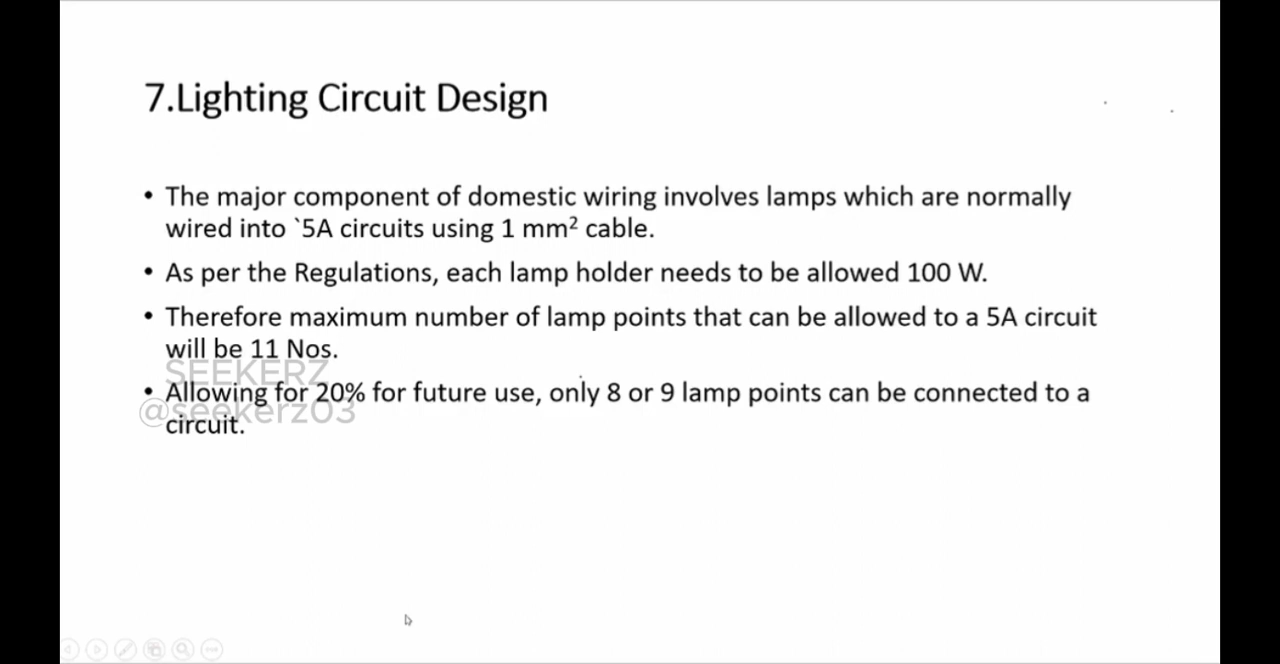 7.Lighting Circuit Design
• The major component of domestic wiring involves lamps which are normally
wired into `5A circuits using 1 mm² cable.
• As per the Regulations, each lamp holder needs to be allowed 100 W.
• Therefore maximum number of lamp points that can be allowed to a 5A circuit
will be 11 Nos.
SEEKERZ
• Allowing for 20% for future use, only 8 or 9 lamp points can be connected to a
@seekerz03
circuit.